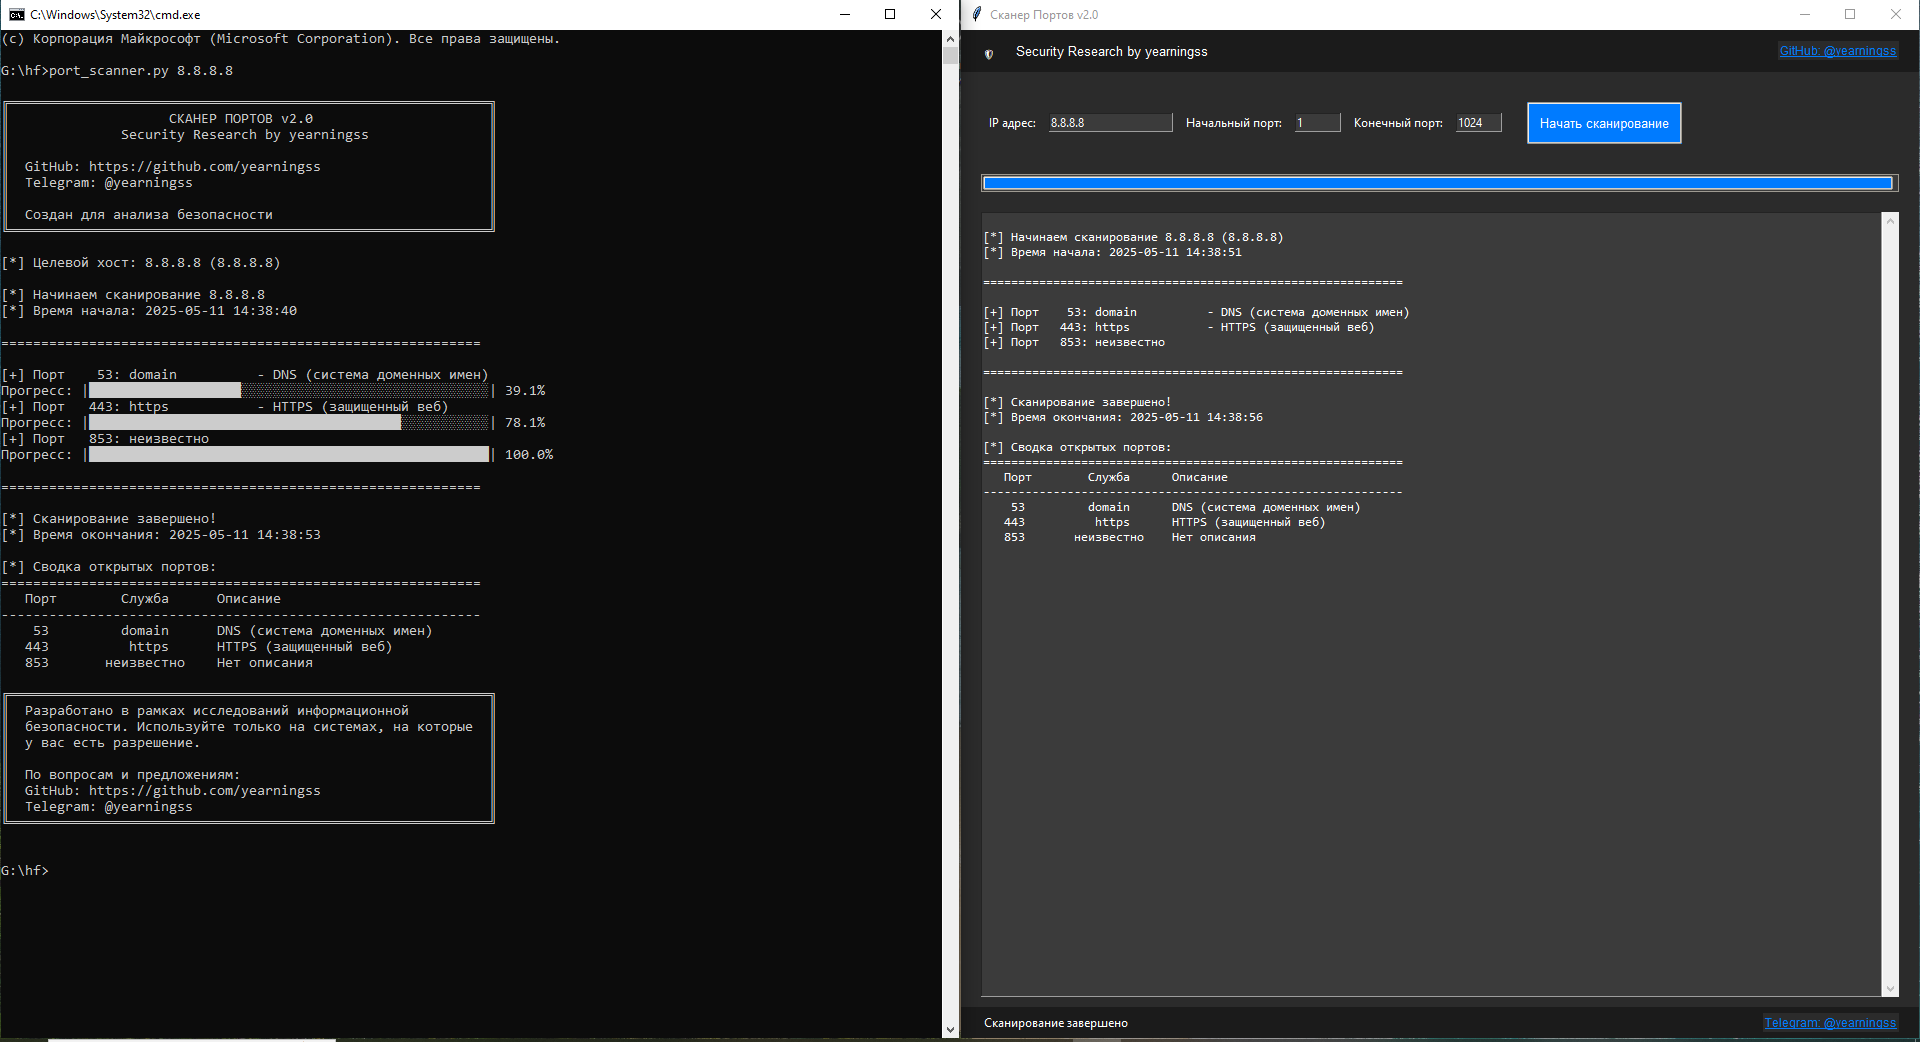 C:\Windows\System32\cmd.exe
(c) Корпорация Майкрософт (Microsoft Corporation). Все права защищены.
G:\hf>port_scanner.py 8.8.8.8
СКАНЕР ПОРТОВ v2.0
Security Research by yearningss
GitHub: https://github.com/yearningss
Telegram: @yearningss
Создан для анализа безопасности
[*] Целевой хост: 8.8.8.8 (8.8.8.8)
[*] Начинаем сканирование 8.8.8.8
[*] Время начала: 2025-05-11 14:38:40
============================================================
[+] Порт    53: domain          - DNS (система доменных имен)
Прогресс: | | 39.1%
[+] Порт   443: https           - HTTPS (защищенный веб)
Прогресс: | | 78.1%
[+] Порт   853: неизвестно
Прогресс: | | 100.0%
============================================================
[*] Сканирование завершено!
[*] Время окончания: 2025-05-11 14:38:53
[*] Сводка открытых портов:
============================================================
Порт        Служба      Описание
------------------------------------------------------------
53         domain      DNS (система доменных имен)
443          https      HTTPS (защищенный веб)
853       неизвестно    Нет описания
Разработано в рамках исследований информационной
безопасности. Используйте только на системах, на которые
у вас есть разрешение.
По вопросам и предложениям:
GitHub: https://github.com/yearningss
Telegram: @yearningss
G:\hf>
Сканер Портов v2.0
Security Research by yearningss
GitHub: @yearningss
IP адрес: 8.8.8.8 Начальный порт: 1 Конечный порт: 1024 Начать сканирование
[*] Начинаем сканирование 8.8.8.8 (8.8.8.8)
[*] Время начала: 2025-05-11 14:38:51
============================================================
[+] Порт    53: domain          - DNS (система доменных имен)
[+] Порт   443: https           - HTTPS (защищенный веб)
[+] Порт   853: неизвестно
============================================================
[*] Сканирование завершено!
[*] Время окончания: 2025-05-11 14:38:56
[*] Сводка открытых портов:
============================================================
Порт        Служба      Описание
------------------------------------------------------------
53         domain      DNS (система доменных имен)
443          https      HTTPS (защищенный веб)
853       неизвестно    Нет описания
Сканирование завершено
Telegram: @yearningss